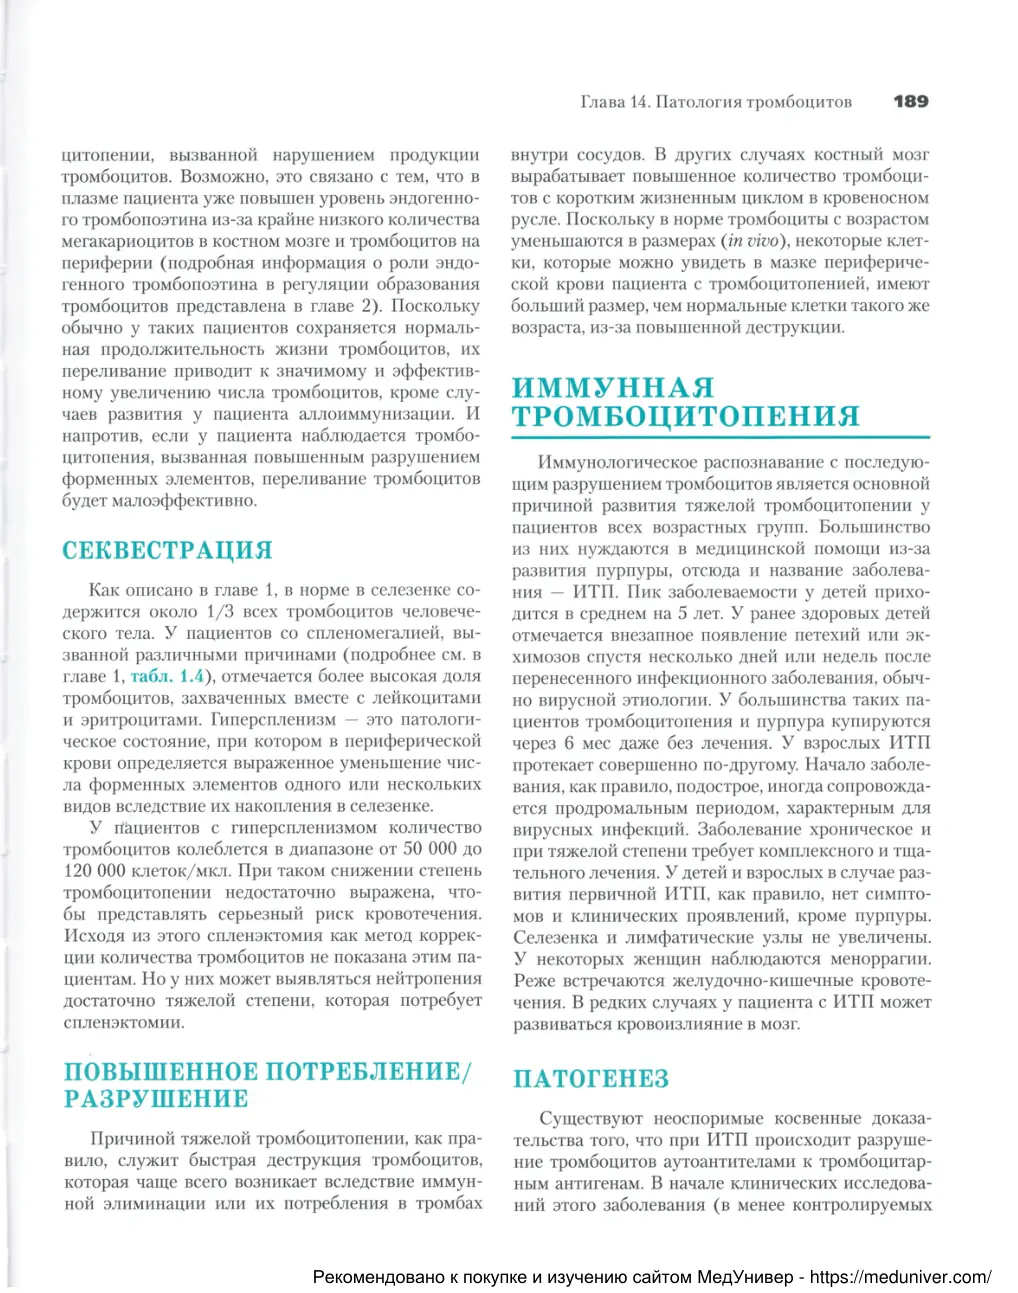 Глава 14. Патология тромбоцитов 189
цитопении, вызванной нарушением продукции
тромбоцитов. Возможно, это связано с тем, что в
плазме пациента уже повышен уровень эндогенно-
го тромбопоэтина из-за крайне низкого количества
мегакариоцитов в костном мозге и тромбоцитов на
периферии (подробная информация о роли эндо-
генного тромбопоэтина в регуляции образования
тромбоцитов представлена в главе 2). Поскольку
обычно у таких пациентов сохраняется нормаль-
ная продолжительность жизни тромбоцитов, их
переливание приводит к значимому и эффектив-
ному увеличению числа тромбоцитов, кроме слу-
чаев развития у пациента аллоиммунизации. И
напротив, если у пациента наблюдается тромбо-
цитопения, вызванная повышенным разрушением
форменных элементов, переливание тромбоцитов
будет малоэффективно.
СЕКВЕСТРАЦИЯ
Как описано в главе 1, в норме в селезенке со-
держится около 1/3 всех тромбоцитов человече-
ского тела. У пациентов со спленомегалией, вы-
званной различными причинами (подробнее см. в
главе 1, табл. 1.4), отмечается более высокая доля
тромбоцитов, захваченных вместе с лейкоцитами
и эритроцитами. Гиперспленизм — это патологи-
ческое состояние, при котором в периферической
крови определяется выраженное уменьшение чис-
ла форменных элементов одного или нескольких
видов вследствие их накопления в селезенке.
У пациентов с гиперспленизмом количество
тромбоцитов колеблется в диапазоне от 50 000 до
120 000 клеток/мкл. При таком снижении степень
тромбоцитопении недостаточно выражена, что-
бы представлять серьезный риск кровотечения.
Исходя из этого спленэктомия как метод коррек-
ции количества тромбоцитов не показана этим па-
циентам. Но у них может выявляться нейтропения
достаточно тяжелой степени, которая потребует
спленэктомии.
ПОВЫШЕННОЕ ПОТРЕБЛЕНИЕ/
РАЗРУШЕНИЕ
Причиной тяжелой тромбоцитопении, как пра-
вило, служит быстрая деструкция тромбоцитов,
которая чаще всего возникает вследствие иммун-
ной элиминации или их потребления в тромбах
внутри сосудов. В других случаях костный мозг
вырабатывает повышенное количество тромбоци-
тов с коротким жизненным циклом в кровеносном
русле. Поскольку в норме тромбоциты с возрастом
уменьшаются в размерах (in vivo), некоторые клет-
ки, которые можно увидеть в мазке перифериче-
ской крови пациента с тромбоцитопенией, имеют
больший размер, чем нормальные клетки такого же
возраста, из-за повышенной деструкции.
ИММУННАЯ
ТРОМБОЦИТОПЕНИЯ
Иммунологическое распознавание с последую-
щим разрушением тромбоцитов является основной
причиной развития тяжелой тромбоцитопении у
пациентов всех возрастных групп. Большинство
из них нуждаются в медицинской помощи из-за
развития пурпуры, отсюда и название заболева-
ния — ИТП. Пик заболеваемости у детей прихо-
дится в среднем на 5 лет. У ранее здоровых детей
отмечается внезапное появление петехий или эк-
химозов спустя несколько дней или недель после
перенесенного инфекционного заболевания, обыч-
но вирусной этиологии. У большинства таких па-
циентов тромбоцитопения и пурпура купируются
через 6 мес даже без лечения. У взрослых ИТП
протекает совершенно по-другому. Начало заболе-
вания, как правило, подострое, иногда сопровожда-
ется продромальным периодом, характерным для
вирусных инфекций. Заболевание хроническое и
при тяжелой степени требует комплексного и тща-
тельного лечения. У детей и взрослых в случае раз-
вития первичной ИТП, как правило, нет симпто-
мов и клинических проявлений, кроме пурпуры.
Селезенка и лимфатические узлы не увеличены.
У некоторых женщин наблюдаются меноррагии.
Реже встречаются желудочно-кишечные кровоте-
чения. В редких случаях у пациента с ИТП может
развиваться кровоизлияние в мозг.
ПАТОГЕНЕЗ
Существуют неоспоримые косвенные доказа-
тельства того, что при ИТП происходит разруше-
ние тромбоцитов аутоантителами к тромбоцитар-
ным антигенам. В начале клинических исследова-
ний этого заболевания (в менее контролируемых
Рекомендовано к покупке и изучению сайтом МедУнивер - https://meduniver.com/